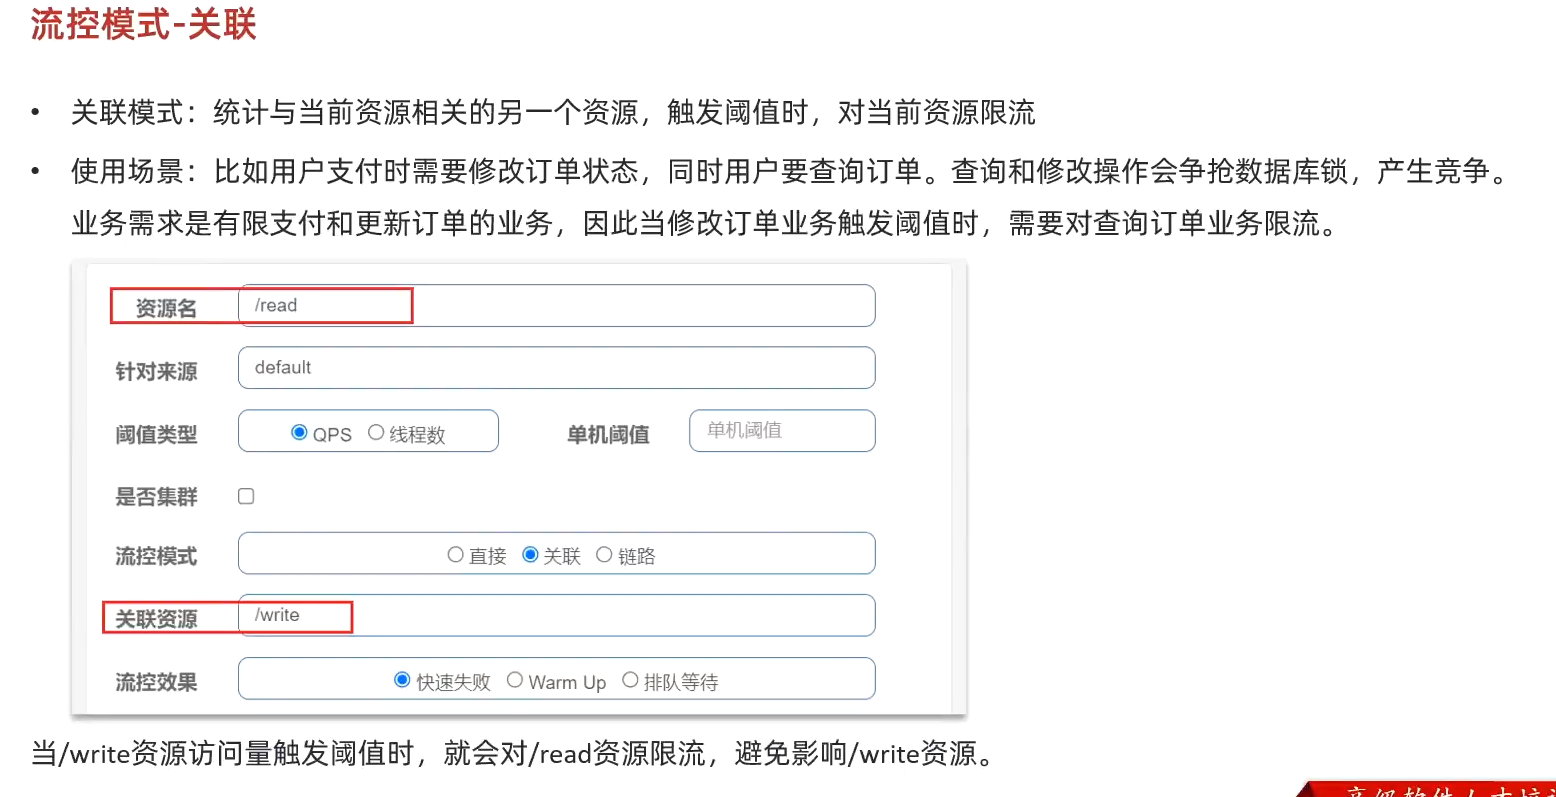 流控模式-关联
• 关联模式：统计与当前资源相关的另一个资源，触发阈值时，对当前资源限流
• 使用场景：比如用户支付时需要修改订单状态，同时用户要查询订单。查询和修改操作会争抢数据库锁，产生竞争。
业务需求是有限支付和更新订单的业务，因此当修改订单业务触发阈值时，需要对查询订单业务限流。
资源名 /read
针对来源 default
阈值类型 QPS 线程数 单机阈值 单机阈值
是否集群
流控模式 直接 关联 链路
关联资源 /write
流控效果 快速失败 Warm Up 排队等待
当/write资源访问量触发阈值时，就会对/read资源限流，避免影响/write资源。